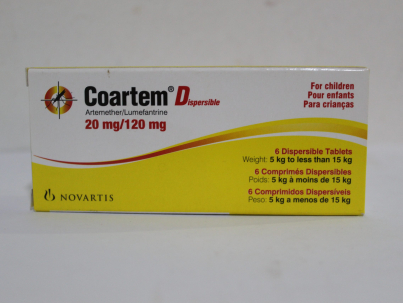 Coartem® Dispersible
Artemether/Lumefantrine
20 mg/120 mg
For children
Pour enfants
Para crianças
6 Dispersible Tablets
Weight: 5 kg to less than 15 kg
6 Comprimés Dispersibles
Poids: 5 kg à moins de 15 kg
6 Comprimidos Dispersíveis
Peso: 5 kg a menos de 15 kg
NOVARTIS